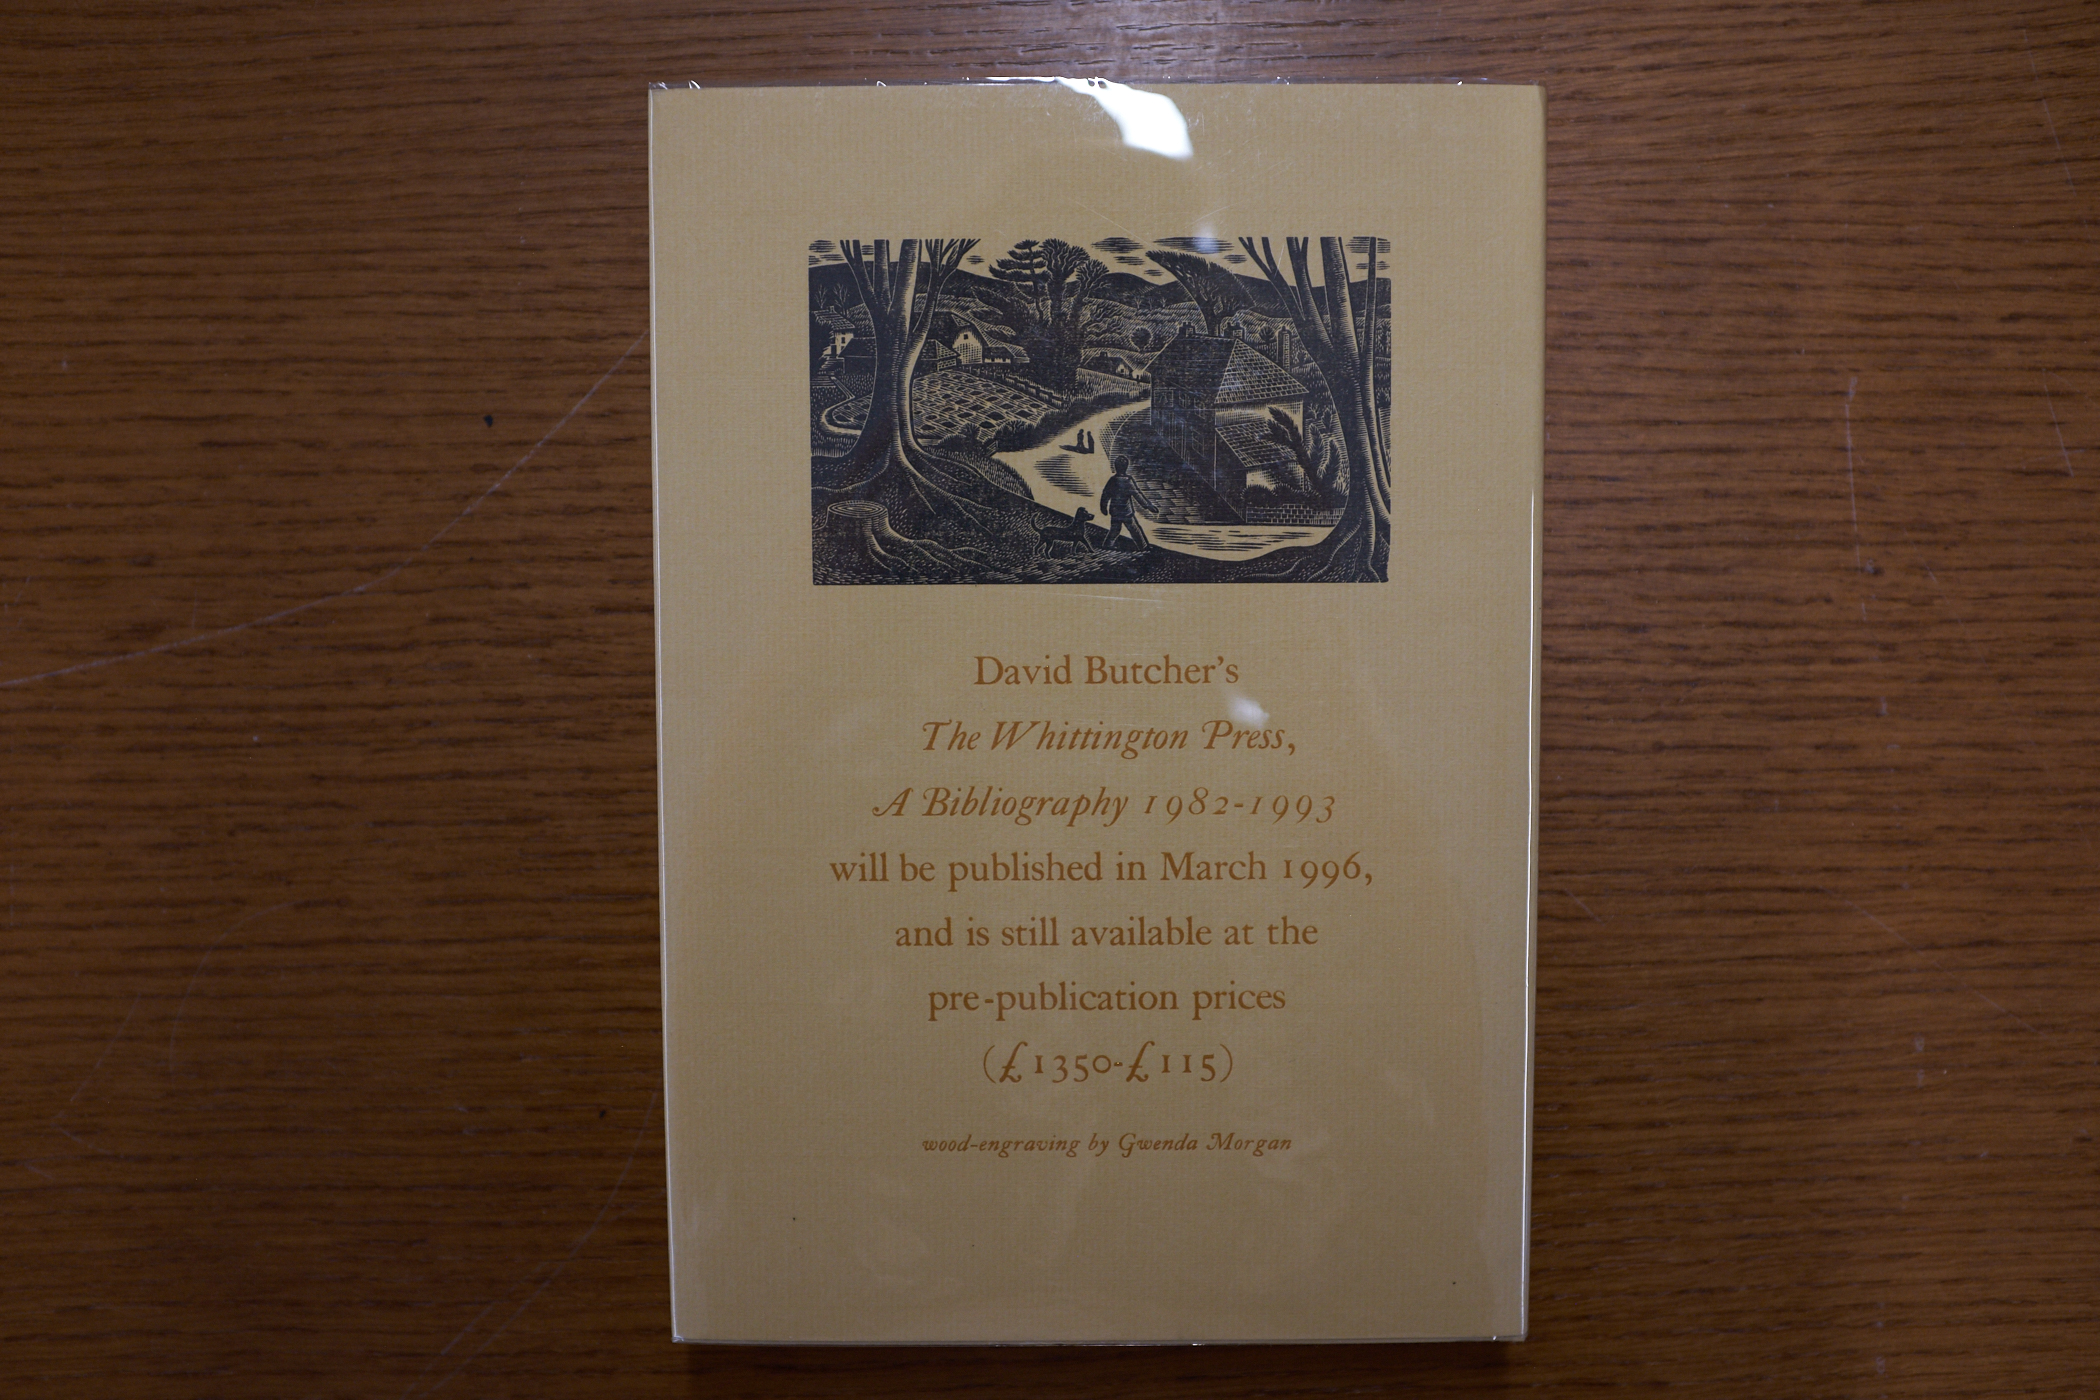 David Butcher's
The Whittington Press,
A Bibliography 1982-1993
will be published in March 1996,
and is still available at the
pre-publication prices
(£1350-£115)
wood-engraving by Gwenda Morgan